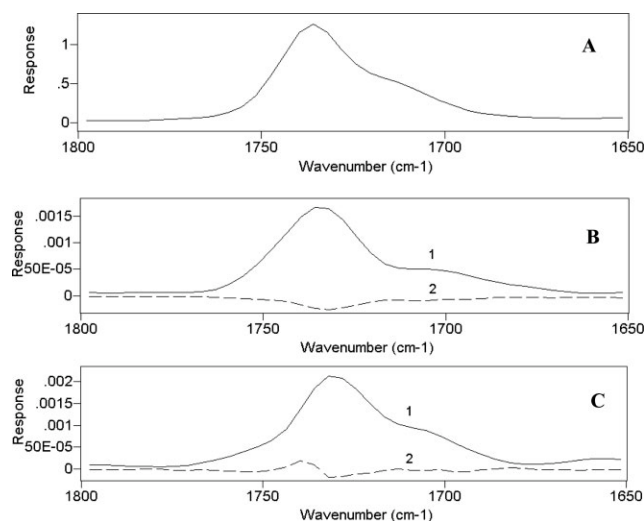 Response
1
.5
0
A
1800
1750
1700
1650
Wavenumber (cm-1)
Response
.0015
.001
50E-05
0
1
2
B
1800
1750
1700
1650
Wavenumber (cm-1)
Response
.002
.0015
.001
50E-05
0
1
2
C
1800
1750
1700
1650
Wavenumber (cm-1)